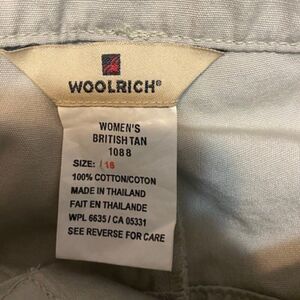 WOOLRICH®
WOMEN'S
BRITISH TAN
1088
SIZE: 16
100% COTTON/COTON
MADE IN THAILAND
FAIT EN THAILANDE
WPL 6635 / CA 05331
SEE REVERSE FOR CARE